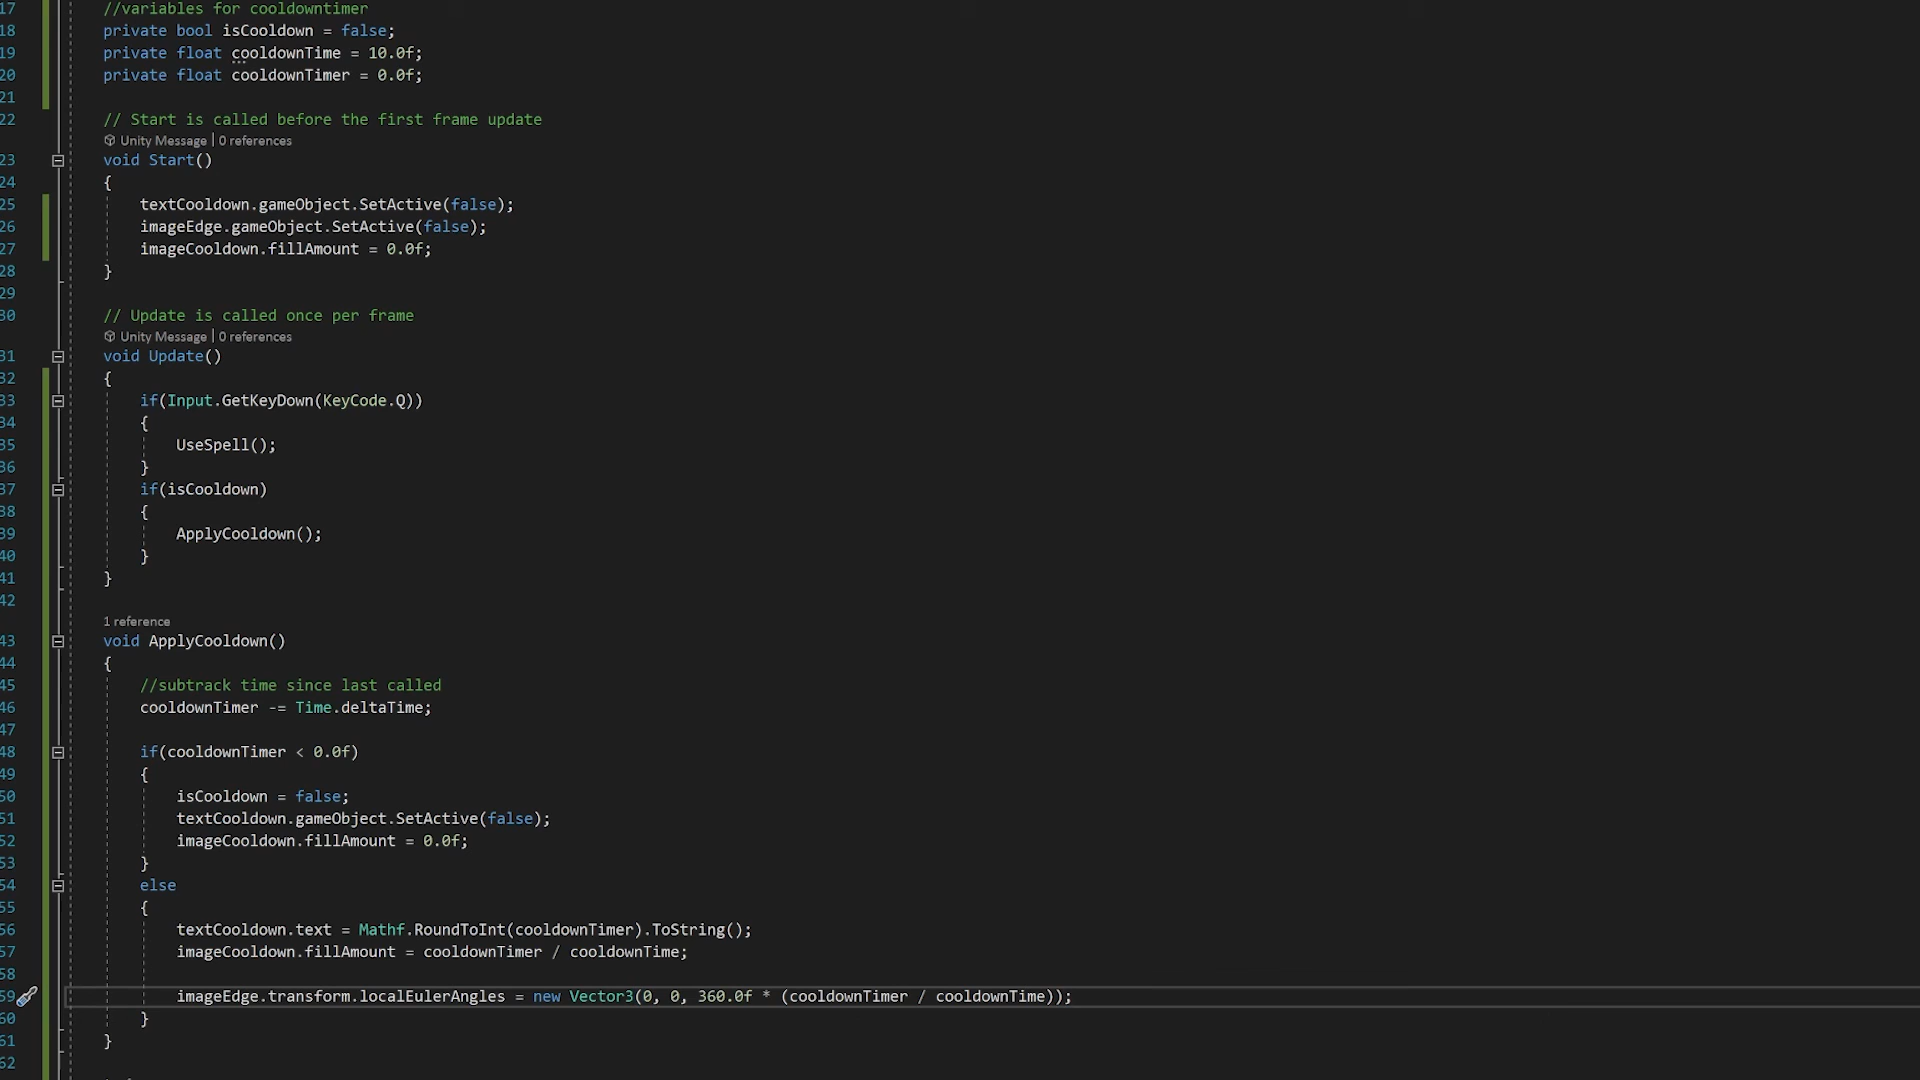 17 //variables for cooldowntimer
18 private bool isCooldown = false;
19 private float cooldownTime = 10.0f;
20 private float cooldownTimer = 0.0f;
21
22 // Start is called before the first frame update
Unity Message | 0 references
23 void Start()
24 {
25 textCooldown.gameObject.SetActive(false);
26 imageEdge.gameObject.SetActive(false);
27 imageCooldown.fillAmount = 0.0f;
28 }
29
30 // Update is called once per frame
Unity Message | 0 references
31 void Update()
32 {
33 if(Input.GetKeyDown(KeyCode.Q))
34 {
35 UseSpell();
36 }
37 if(isCooldown)
38 {
39 ApplyCooldown();
40 }
41 }
42
1 reference
43 void ApplyCooldown()
44 {
45 //subtrack time since last called
46 cooldownTimer -= Time.deltaTime;
47
48 if(cooldownTimer < 0.0f)
49 {
50 isCooldown = false;
51 textCooldown.gameObject.SetActive(false);
52 imageCooldown.fillAmount = 0.0f;
53 }
54 else
55 {
56 textCooldown.text = Mathf.RoundToInt(cooldownTimer).ToString();
57 imageCooldown.fillAmount = cooldownTimer / cooldownTime;
58
59 imageEdge.transform.localEulerAngles = new Vector3(0, 0, 360.0f * (cooldownTimer / cooldownTime));
60 }
61 }
62